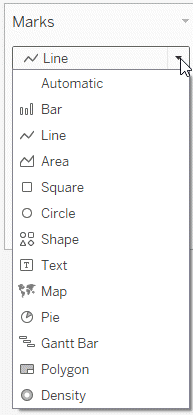 Marks
Line
Automatic
Bar
Line
Area
Square
Circle
Shape
T Text
Map
Pie
Gantt Bar
Polygon
Density